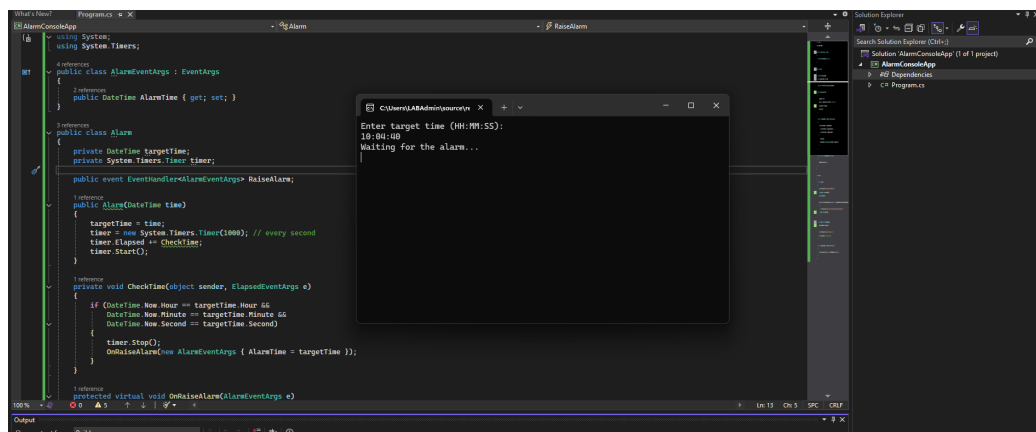 What's New?
Program.cs
AlarmConsoleApp
Alarm
RaiseAlarm
using System;
using System.Timers;
4 references
public class AlarmEventArgs : EventArgs
{
2 references
public DateTime AlarmTime { get; set; }
}
3 references
public class Alarm
{
private DateTime targetTime;
private System.Timers.Timer timer;
public event EventHandler<AlarmEventArgs> RaiseAlarm;
1 reference
public Alarm(DateTime time)
{
targetTime = time;
timer = new System.Timers.Timer(1000); // every second
timer.Elapsed += CheckTime;
timer.Start();
}
1 reference
private void CheckTime(object sender, ElapsedEventArgs e)
{
if (DateTime.Now.Hour == targetTime.Hour &&
DateTime.Now.Minute == targetTime.Minute &&
DateTime.Now.Second == targetTime.Second)
{
timer.Stop();
OnRaiseAlarm(new AlarmEventArgs { AlarmTime = targetTime });
}
}
1 reference
protected virtual void OnRaiseAlarm(AlarmEventArgs e)
100 %
0
5
Ln: 15 Ch: 5 SPC CRLF
Output
C:\Users\LABAdmin\source\re
Enter target time (HH:MM:SS):
10:04:40
Waiting for the alarm...
Solution Explorer
Search Solution Explorer (Ctrl+;)
Solution 'AlarmConsoleApp' (1 of 1 project)
AlarmConsoleApp
Dependencies
C# Program.cs